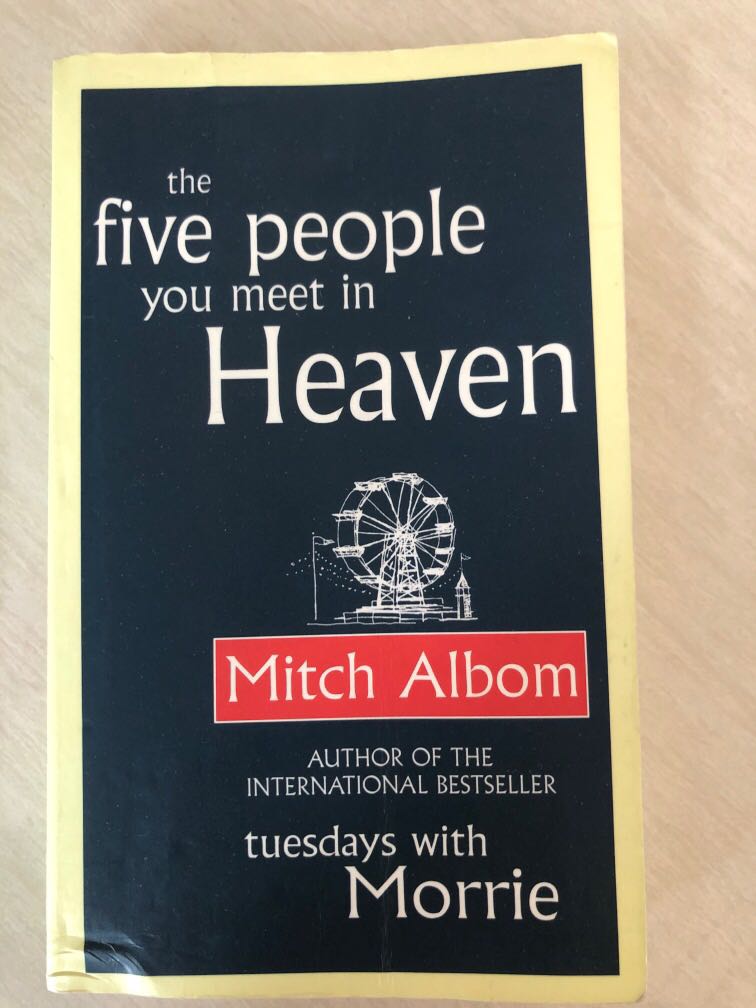 the
five people
you meet in
Heaven
Mitch Albom
AUTHOR OF THE
INTERNATIONAL BESTSELLER
tuesdays with
Morrie